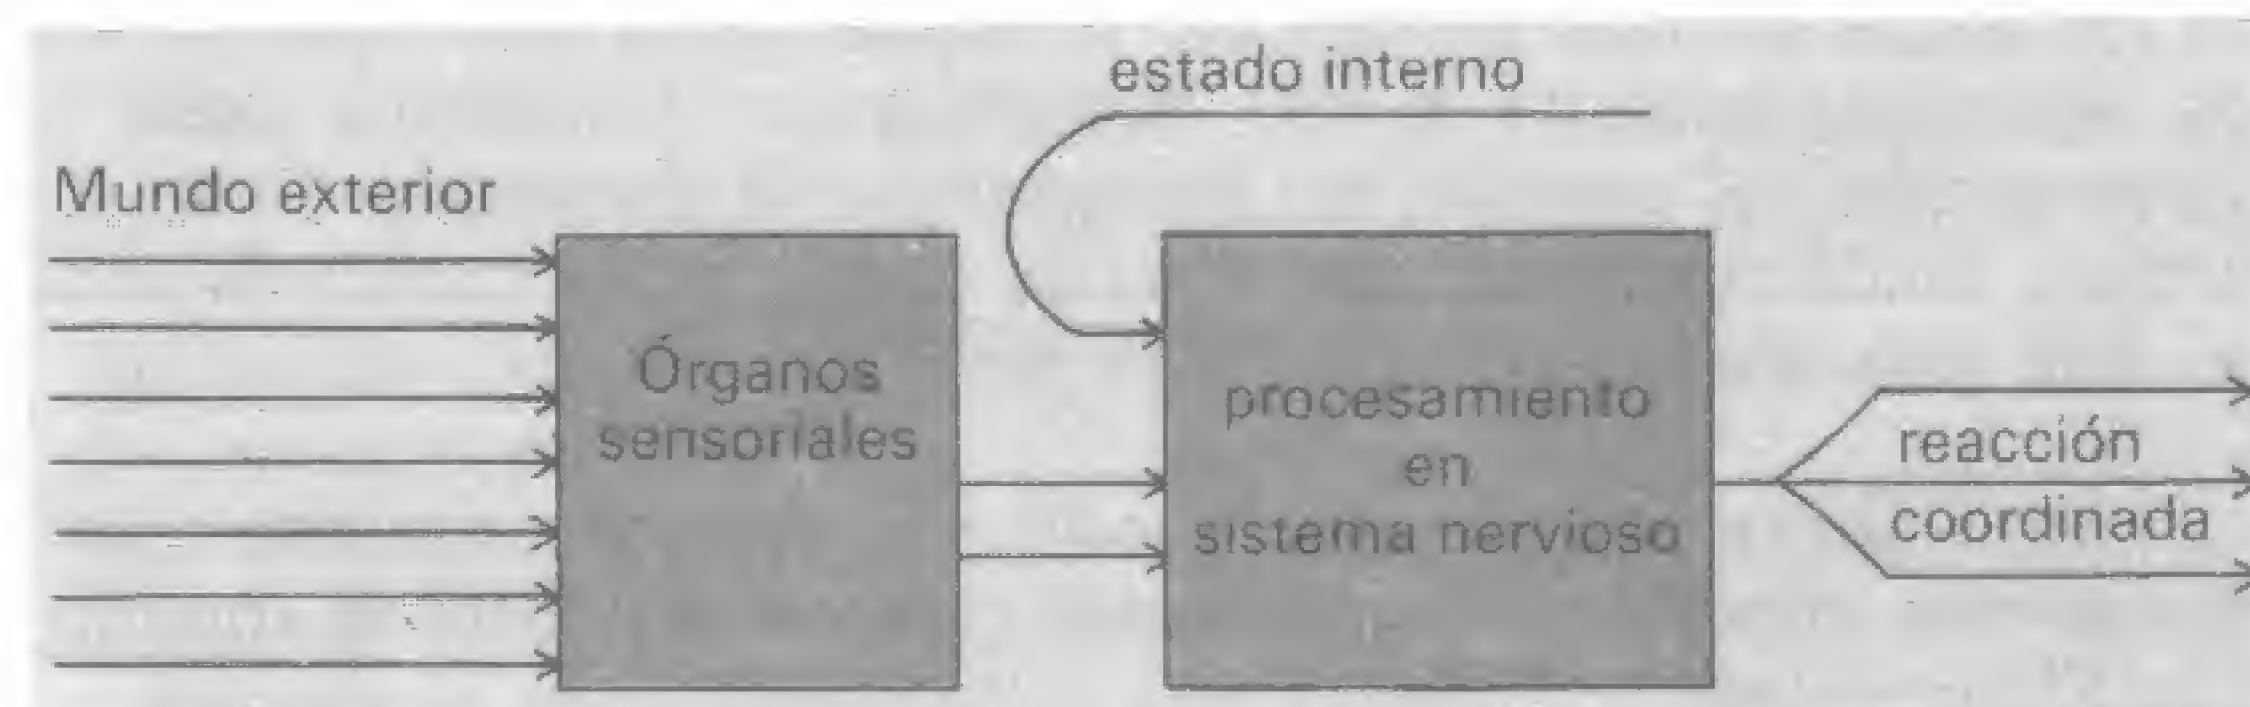 estado interno
Mundo exterior
Órganos
sensoriales
procesamiento
en
sistema nervioso
reacción
coordinada